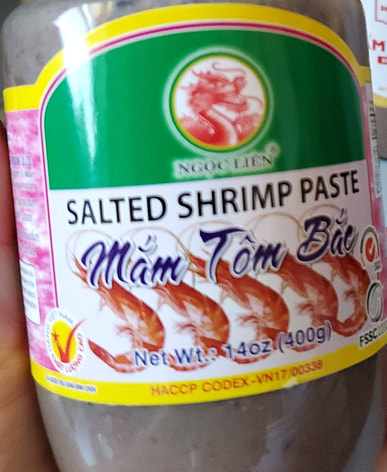 NGỌC LIÊN®
SALTED SHRIMP PASTE
Mắm Tôm Bắc
Net Wt.: 14oz (400g)
HACCP CODEX-VN17/00338
FSSC